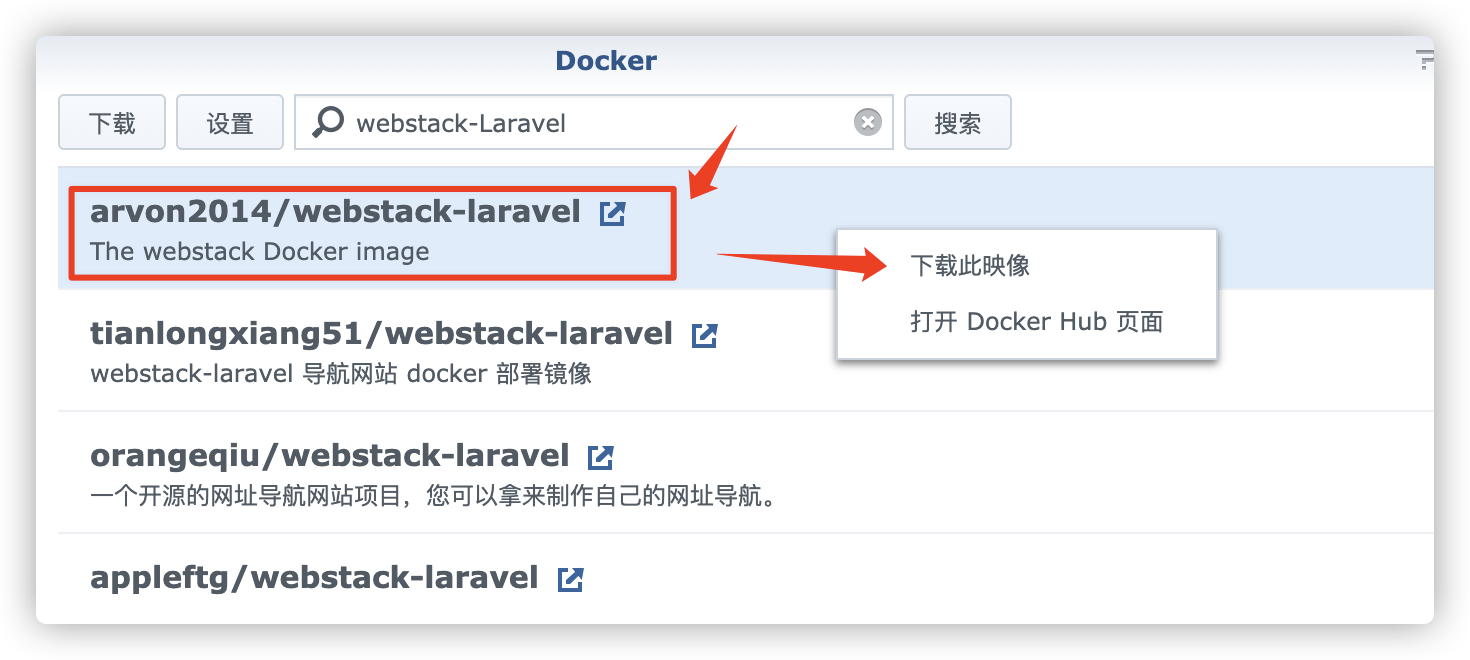 Docker
下载 设置 webstack-Laravel 搜索
arvon2014/webstack-laravel
The webstack Docker image
下载此映像
打开 Docker Hub 页面
tianlongxiang51/webstack-laravel
webstack-laravel 导航网站 docker 部署镜像
orangeqiu/webstack-laravel
一个开源的网址导航网站项目，您可以拿来制作自己的网址导航。
appleftg/webstack-laravel